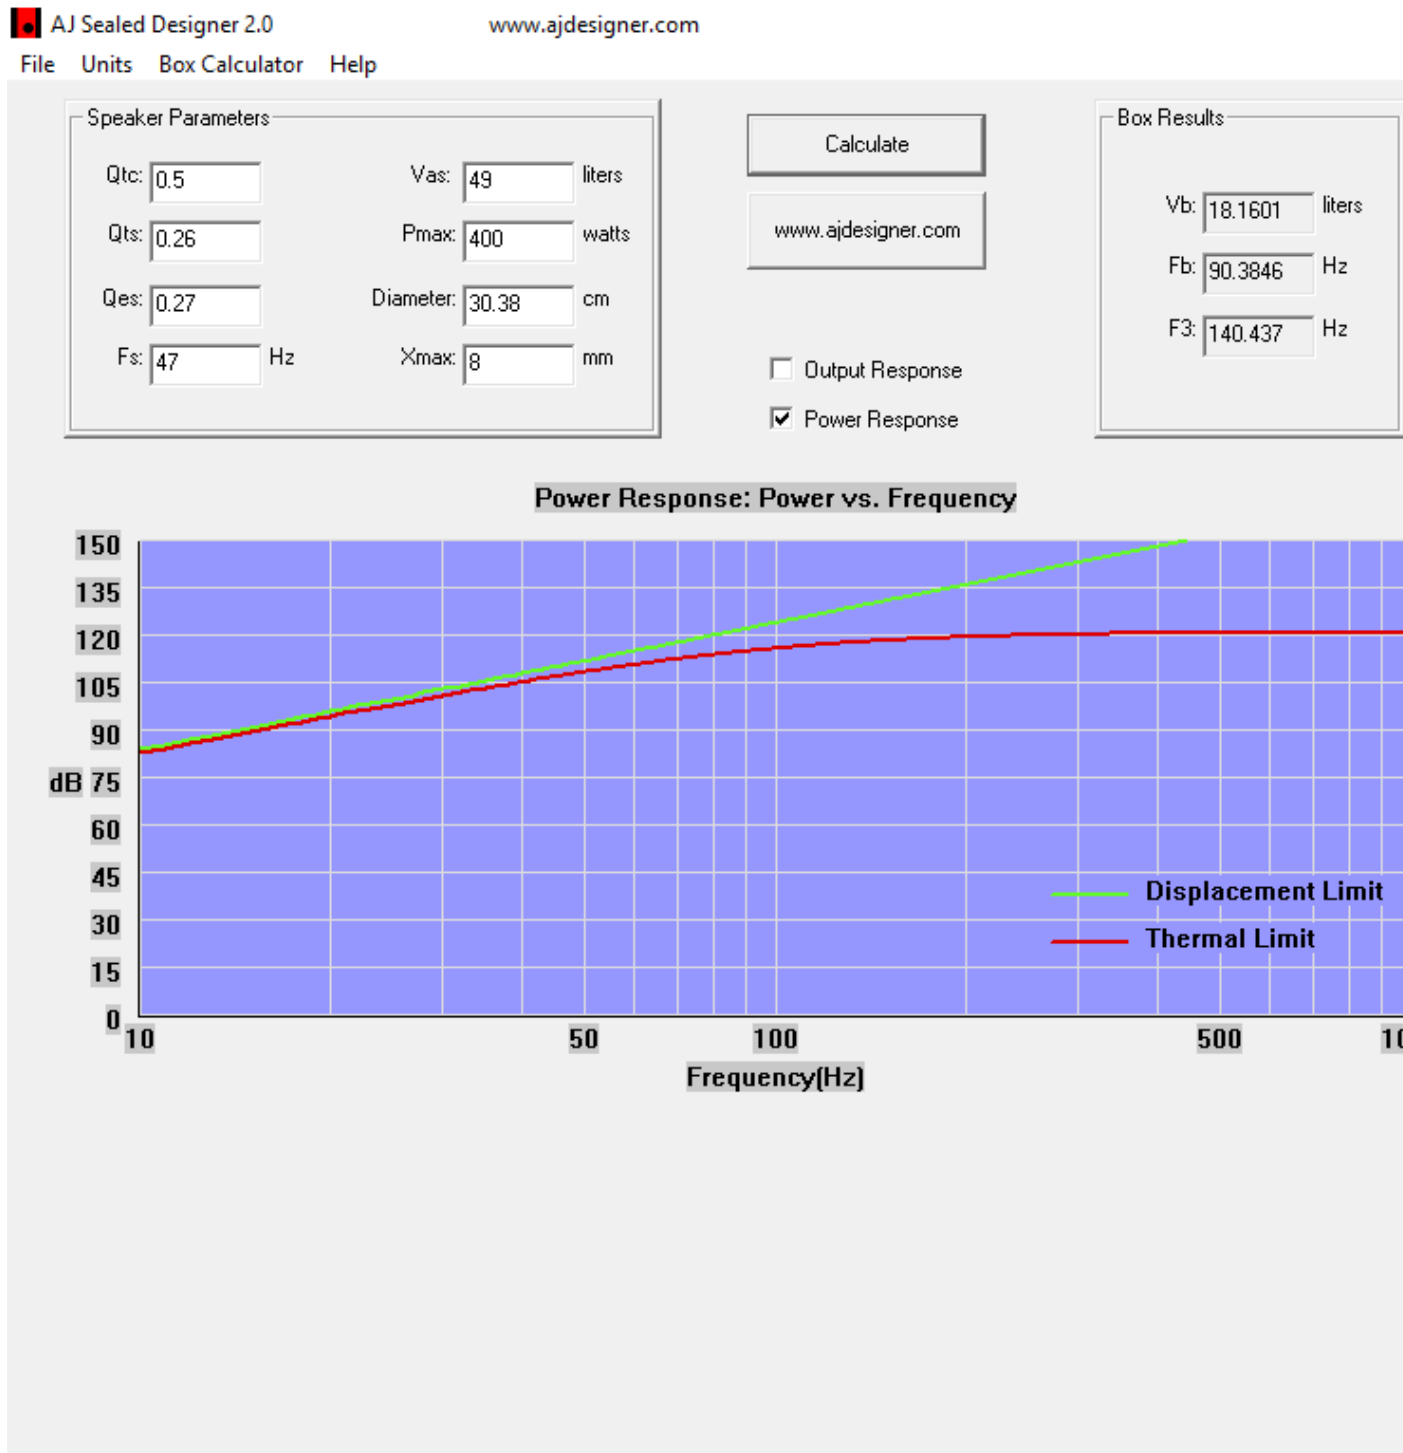 AJ Sealed Designer 2.0 www.ajdesigner.com
File Units Box Calculator Help
Speaker Parameters
Qtc: 0.5 Vas: 49 liters
Qts: 0.26 Pmax: 400 watts
Qes: 0.27 Diameter: 30.38 cm
Fs: 47 Hz Xmax: 8 mm
Calculate
www.ajdesigner.com
Output Response
Power Response
Box Results
Vb: 18.1601 liters
Fb: 90.3846 Hz
F3: 140.437 Hz
Power Response: Power vs. Frequency
150
135
120
105
90
dB 75
60
45
30
15
0
Displacement Limit
Thermal Limit
10 50 100 500 10
Frequency(Hz)